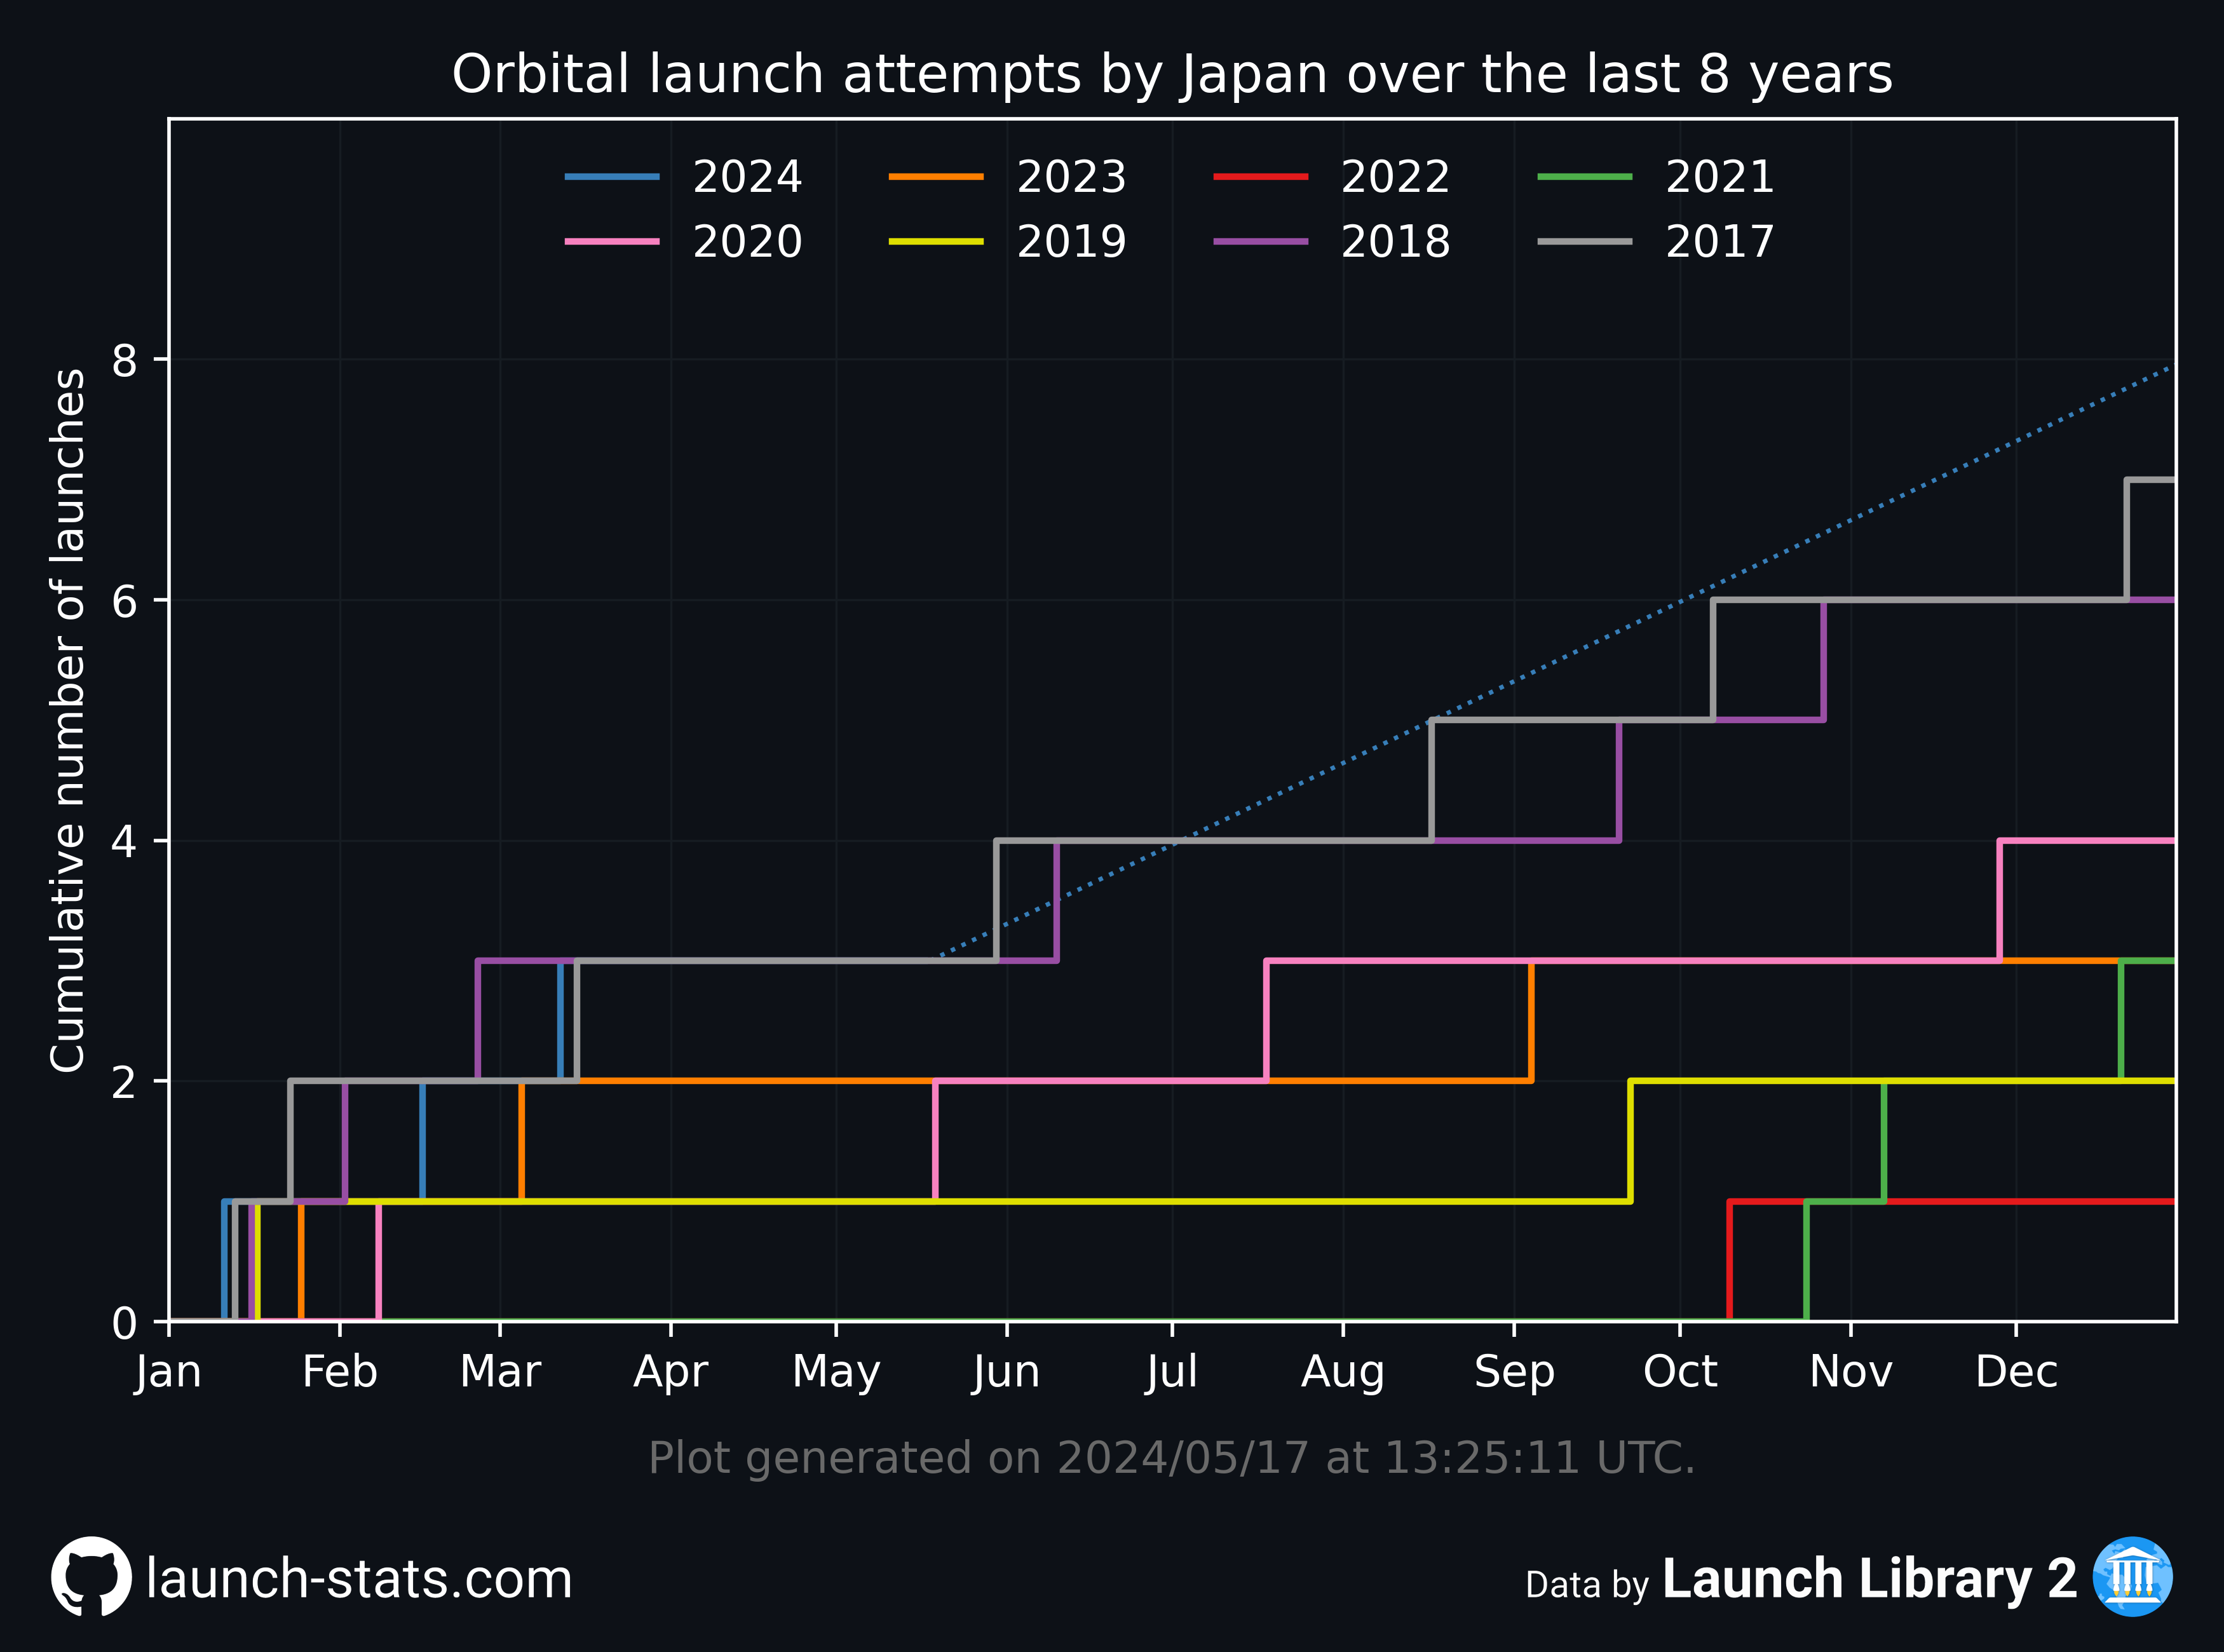 Orbital launch attempts by Japan over the last 8 years
2024 2023 2022 2021
2020 2019 2018 2017
Cumulative number of launches
8
6
4
2
0
Jan Feb Mar Apr May Jun Jul Aug Sep Oct Nov Dec
Plot generated on 2024/05/17 at 13:25:11 UTC.
launch-stats.com
Data by Launch Library 2